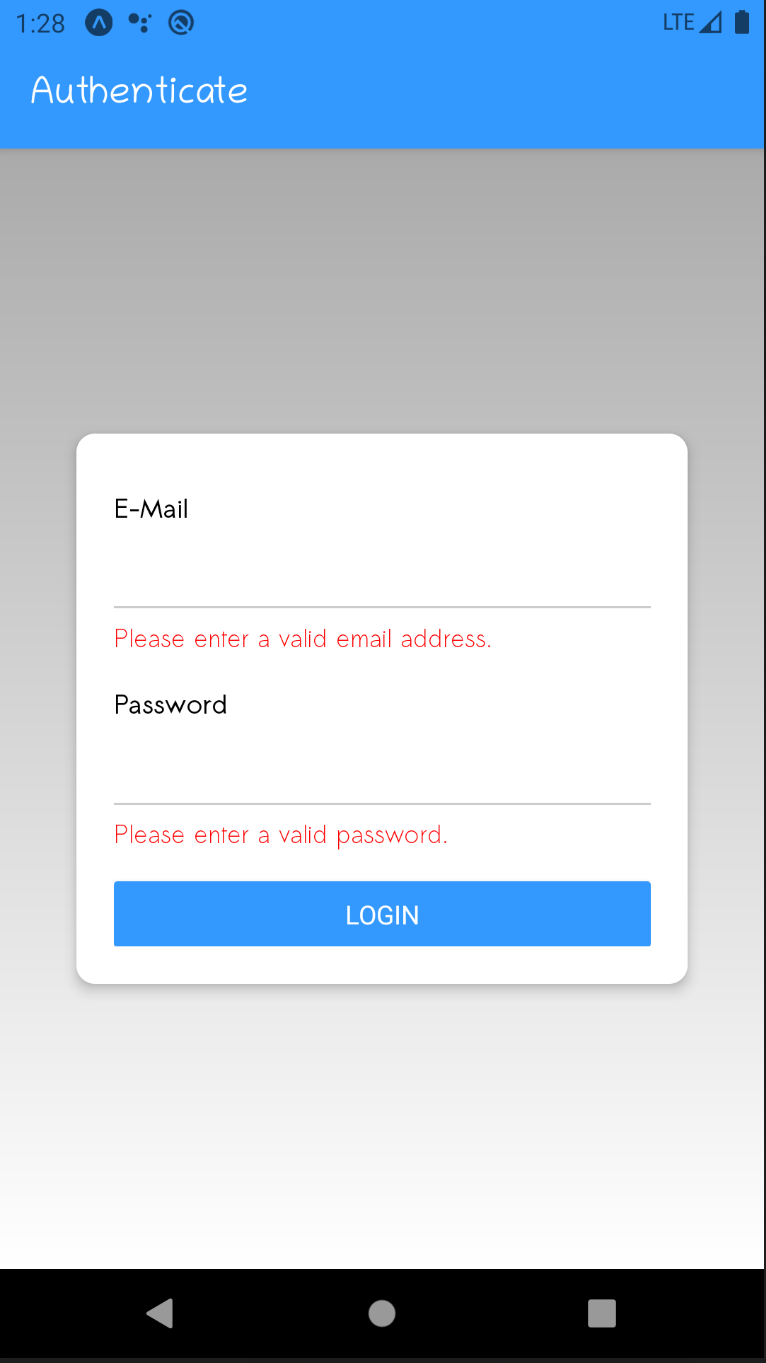 1:28
LTE
Authenticate
E-Mail
Please enter a valid email address.
Password
Please enter a valid password.
LOGIN